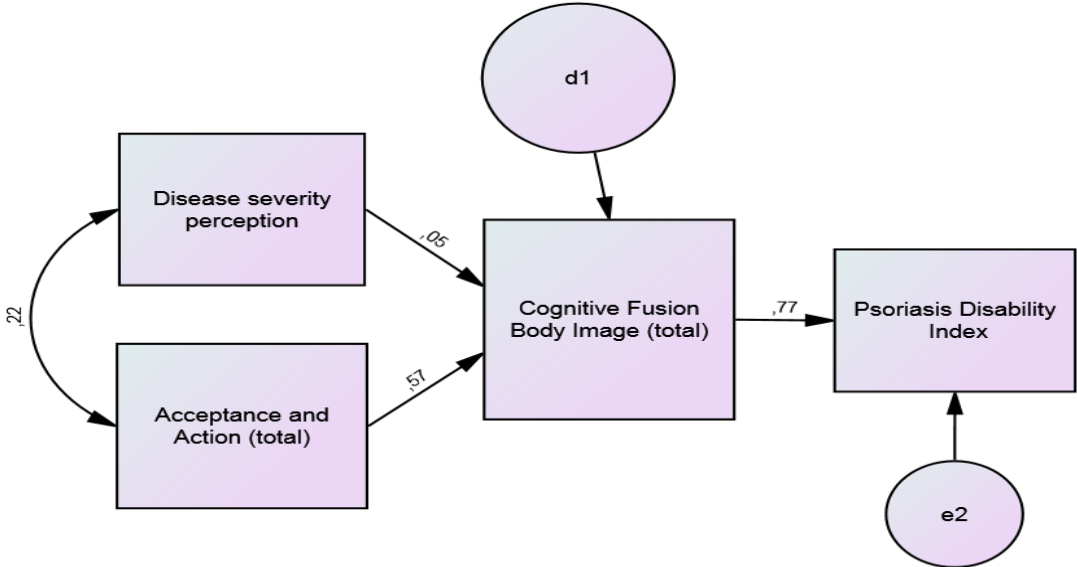 d1
Disease severity
perception
,05
,22
Cognitive Fusion
Body Image (total)
,77
Psoriasis Disability
Index
,57
Acceptance and
Action (total)
e2